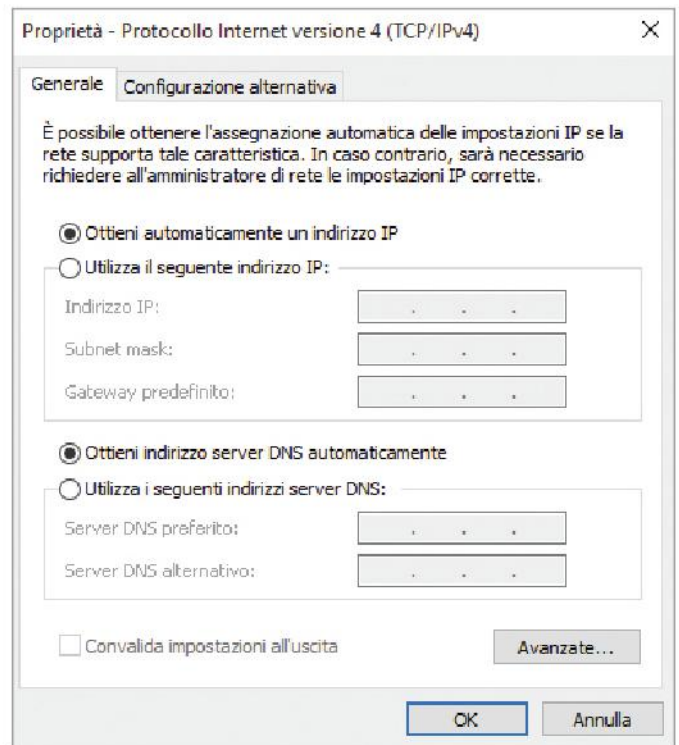 Proprietà - Protocollo Internet versione 4 (TCP/IPv4)
Generale
Configurazione alternativa
È possibile ottenere l'assegnazione automatica delle impostazioni IP se la
rete supporta tale caratteristica. In caso contrario, sarà necessario
richiedere all'amministratore di rete le impostazioni IP corrette.
Ottieni automaticamente un indirizzo IP
Utilizza il seguente indirizzo IP:
Indirizzo IP:
Subnet mask:
Gateway predefinito:
Ottieni indirizzo server DNS automaticamente
Utilizza i seguenti indirizzi server DNS:
Server DNS preferito:
Server DNS alternativo:
Convalida impostazioni all'uscita
Avanzate...
OK
Annulla